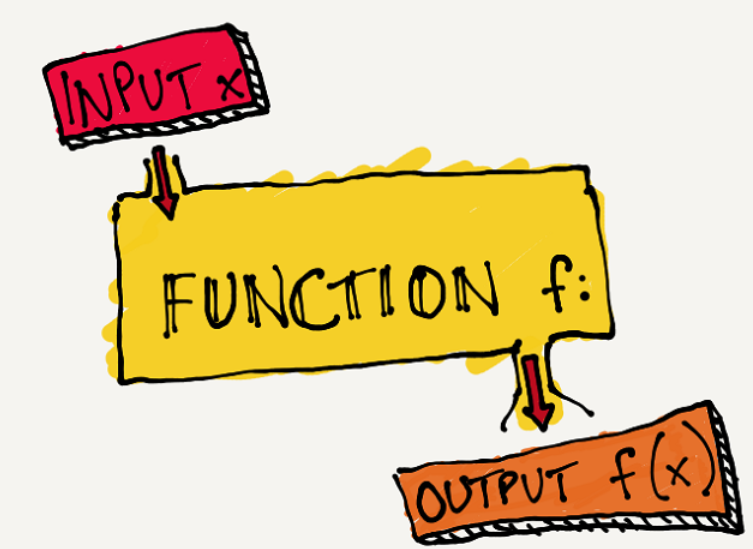 INPUT x
FUNCTION f:
OUTPUT f(x)